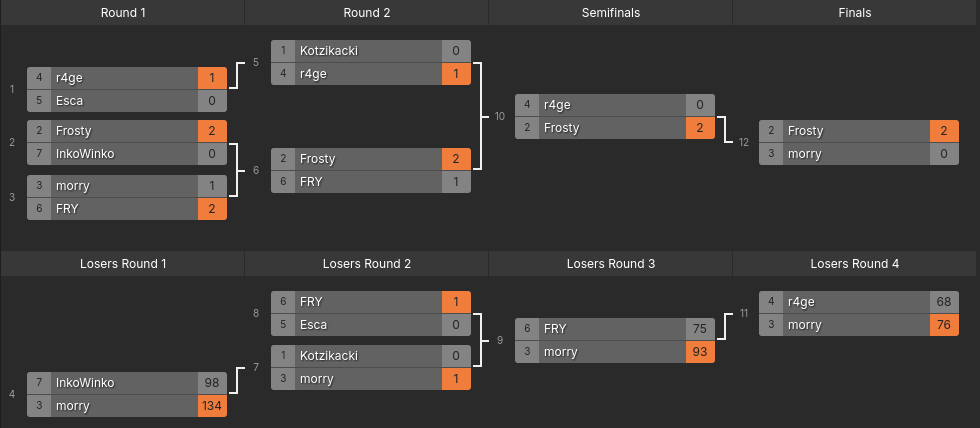 Round 1
Round 2
Semifinals
Finals
1
4 r4ge 1
5 Esca 0
2
2 Frosty 2
7 InkoWinko 0
3
3 morry 1
6 FRY 2
5
1 Kotzikacki 0
4 r4ge 1
6
2 Frosty 2
6 FRY 1
10
4 r4ge 0
2 Frosty 2
12
2 Frosty 2
3 morry 0
Losers Round 1
Losers Round 2
Losers Round 3
Losers Round 4
4
7 InkoWinko 98
3 morry 134
8
6 FRY 1
5 Esca 0
7
1 Kotzikacki 0
3 morry 1
9
6 FRY 75
3 morry 93
11
4 r4ge 68
3 morry 76